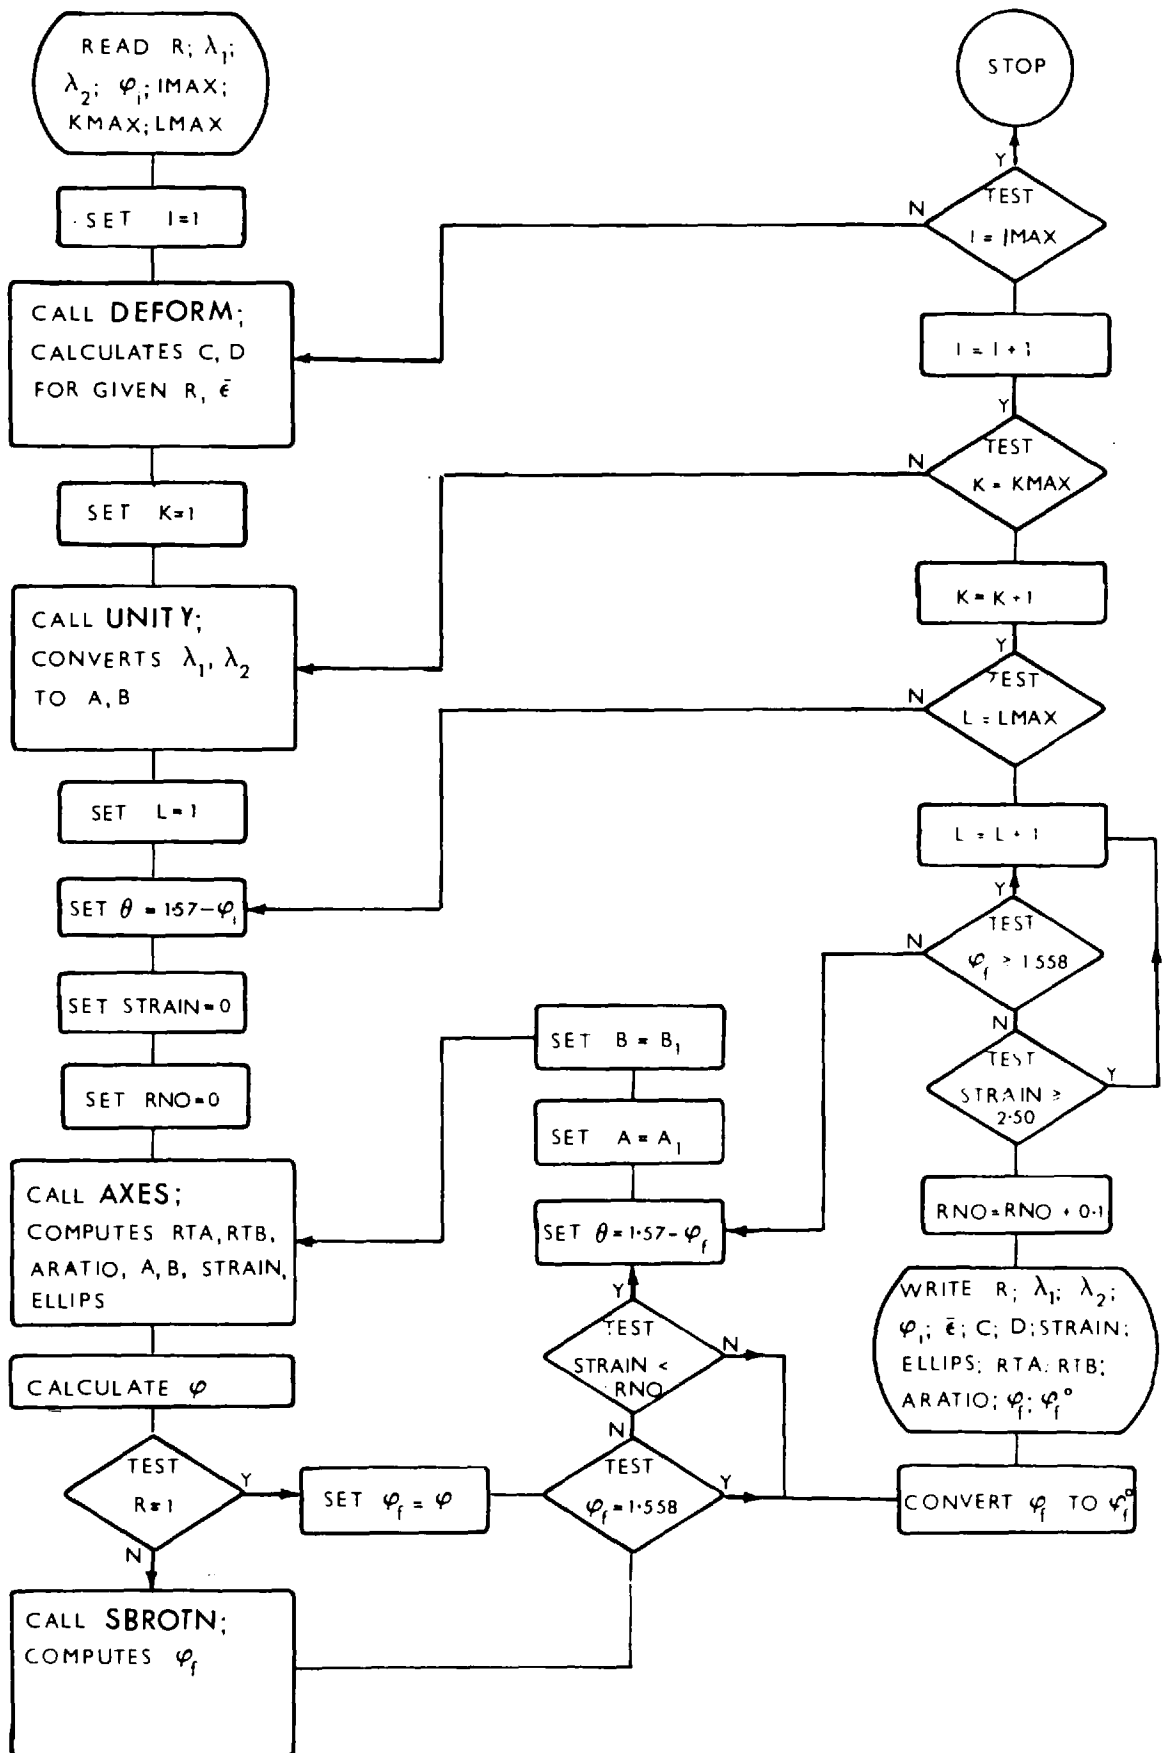 READ R; λ₁;
λ₂; φᵢ; IMAX;
KMAX; LMAX
SET I=1
CALL DEFORM;
CALCULATES C, D
FOR GIVEN R, ε̄
SET K=1
CALL UNITY;
CONVERTS λ₁, λ₂
TO A, B
SET L=1
SET θ = 1·57-φᵢ
SET STRAIN=0
SET RNO=0
CALL AXES;
COMPUTES RTA, RTB,
ARATIO, A, B, STRAIN,
ELLIPS
CALCULATE φ
TEST
R=1
Y
N
CALL SBROTN;
COMPUTES φf
SET φf = φ
TEST
φf = 1·558
Y
N
TEST
STRAIN <
RNO
N
Y
SET θ = 1·57-φf
SET A = A₁
SET B = B₁
CONVERT φf TO φf°
WRITE R; λ₁; λ₂;
φᵢ; ε̄; C; D; STRAIN;
ELLIPS; RTA; RTB;
ARATIO; φf; φf°
RNO=RNO + 0·1
TEST
STRAIN ≥
2·50
Y
N
TEST
φf ≥ 1558
N
Y
L = L + 1
TEST
L = LMAX
N
Y
K = K + 1
TEST
K = KMAX
N
Y
I = I + 1
TEST
I = IMAX
N
Y
STOP